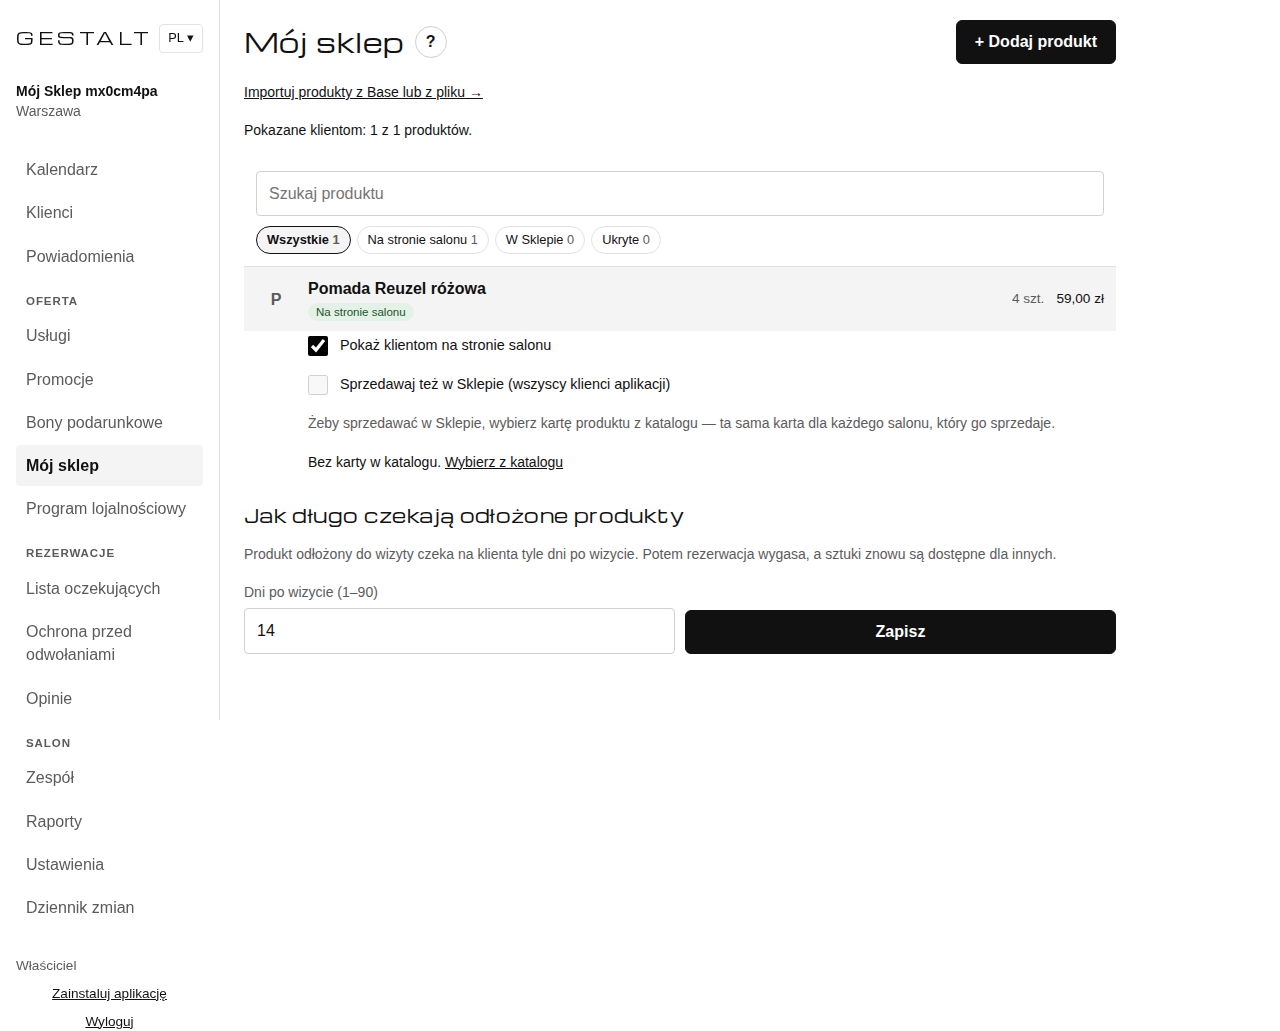 GESTALT
PL ▾
Mój Sklep mx0cm4pa
Warszawa
Kalendarz
Klienci
Powiadomienia
OFERTA
Usługi
Promocje
Bony podarunkowe
Mój sklep
Program lojalnościowy
REZERWACJE
Lista oczekujących
Ochrona przed
odwołaniami
Opinie
SALON
Zespół
Raporty
Ustawienia
Dziennik zmian
Właściciel
Zainstaluj aplikację
Wyloguj
Mój sklep ?
+ Dodaj produkt
Importuj produkty z Base lub z pliku →
Pokazane klientom: 1 z 1 produktów.
Szukaj produktu
Wszystkie 1 Na stronie salonu 1 W Sklepie 0 Ukryte 0
P
Pomada Reuzel różowa
Na stronie salonu
4 szt. 59,00 zł
Pokaż klientom na stronie salonu
Sprzedawaj też w Sklepie (wszyscy klienci aplikacji)
Żeby sprzedawać w Sklepie, wybierz kartę produktu z katalogu — ta sama karta dla każdego salonu, który go sprzedaje.
Bez karty w katalogu. Wybierz z katalogu
Jak długo czekają odłożone produkty
Produkt odłożony do wizyty czeka na klienta tyle dni po wizycie. Potem rezerwacja wygasa, a sztuki znowu są dostępne dla innych.
Dni po wizycie (1–90)
14
Zapisz